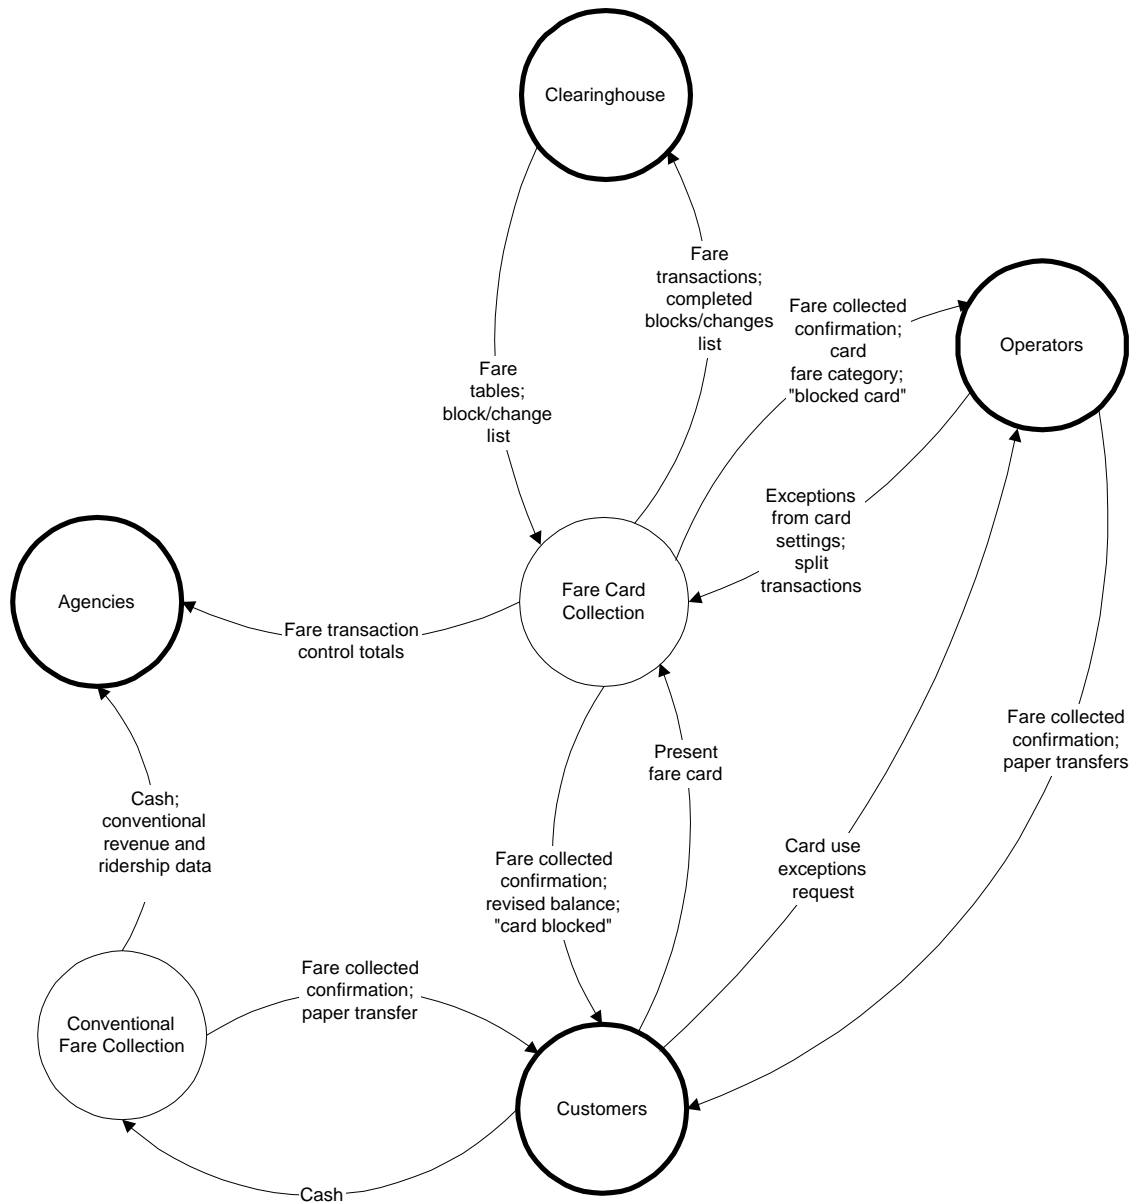 Clearinghouse
Fare
transactions;
completed
blocks/changes
list
Fare collected
confirmation;
card
fare category;
"blocked card"
Operators
Fare
tables;
block/change
list
Exceptions
from card
settings;
split
transactions
Agencies
Fare Card
Collection
Fare transaction
control totals
Present
fare card
Fare collected
confirmation;
paper transfers
Cash;
conventional
revenue and
ridership data
Fare collected
confirmation;
revised balance;
"card blocked"
Card use
exceptions
request
Fare collected
confirmation;
paper transfer
Conventional
Fare Collection
Customers
Cash